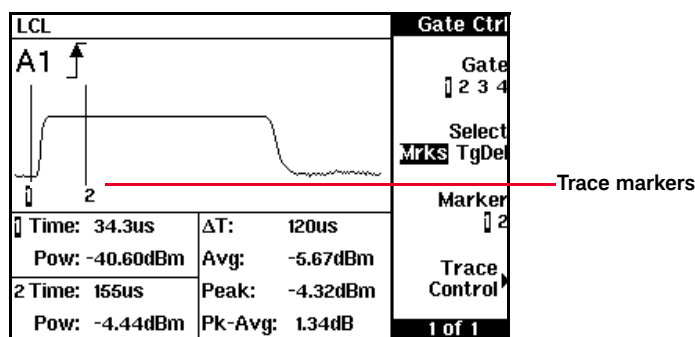 LCL
A1
1 2
1 Time: 34.3us
Pow: -40.60dBm
2 Time: 155us
Pow: -4.44dBm
ΔT: 120us
Avg: -5.67dBm
Peak: -4.32dBm
Pk-Avg: 1.34dB
Gate Ctrl
Gate
1 2 3 4
Select
Mrks TgDel
Marker
1 2
Trace
Control
1 of 1
Trace markers